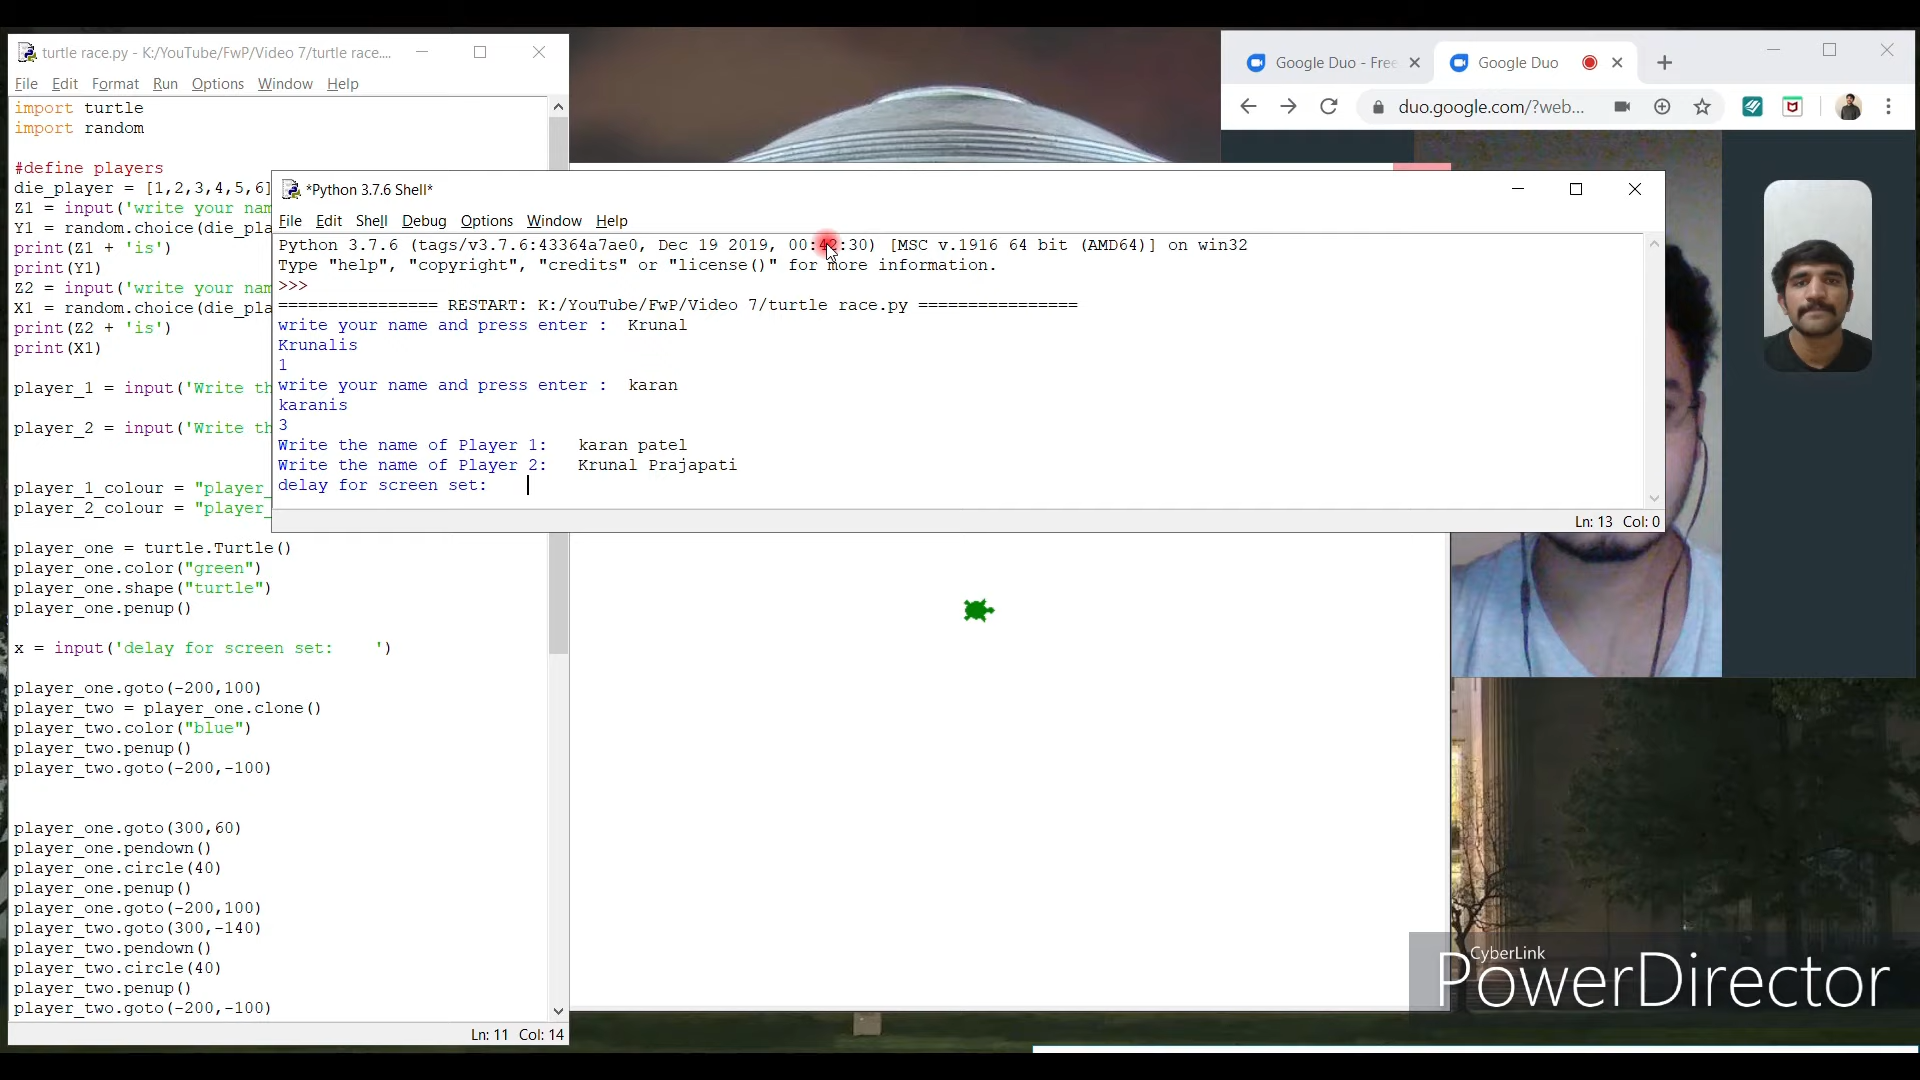 turtle race.py - K:/YouTube/FwP/Video 7/turtle race....
File Edit Format Run Options Window Help
import turtle
import random
#define players
die_player = [1,2,3,4,5,6]
Z1 = input('write your nam
Y1 = random.choice(die_pla
print(Z1 + 'is')
print(Y1)
Z2 = input('write your nam
X1 = random.choice(die_pla
print(Z2 + 'is')
print(X1)
player_1 = input('Write th
player_2 = input('Write th
player_1_colour = "player_
player_2_colour = "player_
player_one = turtle.Turtle()
player_one.color("green")
player_one.shape("turtle")
player_one.penup()
x = input('delay for screen set:    ')
player_one.goto(-200,100)
player_two = player_one.clone()
player_two.color("blue")
player_two.penup()
player_two.goto(-200,-100)
player_one.goto(300,60)
player_one.pendown()
player_one.circle(40)
player_one.penup()
player_one.goto(-200,100)
player_two.goto(300,-140)
player_two.pendown()
player_two.circle(40)
player_two.penup()
player_two.goto(-200,-100)
Ln: 11 Col: 14
*Python 3.7.6 Shell*
File Edit Shell Debug Options Window Help
Python 3.7.6 (tags/v3.7.6:43364a7ae0, Dec 19 2019, 00:42:30) [MSC v.1916 64 bit (AMD64)] on win32
Type "help", "copyright", "credits" or "license()" for more information.
>>>
================ RESTART: K:/YouTube/FwP/Video 7/turtle race.py ================
write your name and press enter :  Krunal
Krunalis
1
write your name and press enter :  karan
karanis
3
Write the name of Player 1:   karan patel
Write the name of Player 2:   Krunal Prajapati
delay for screen set:
Ln: 13 Col: 0
Google Duo - Free
Google Duo
duo.google.com/?web...
CyberLink
PowerDirector